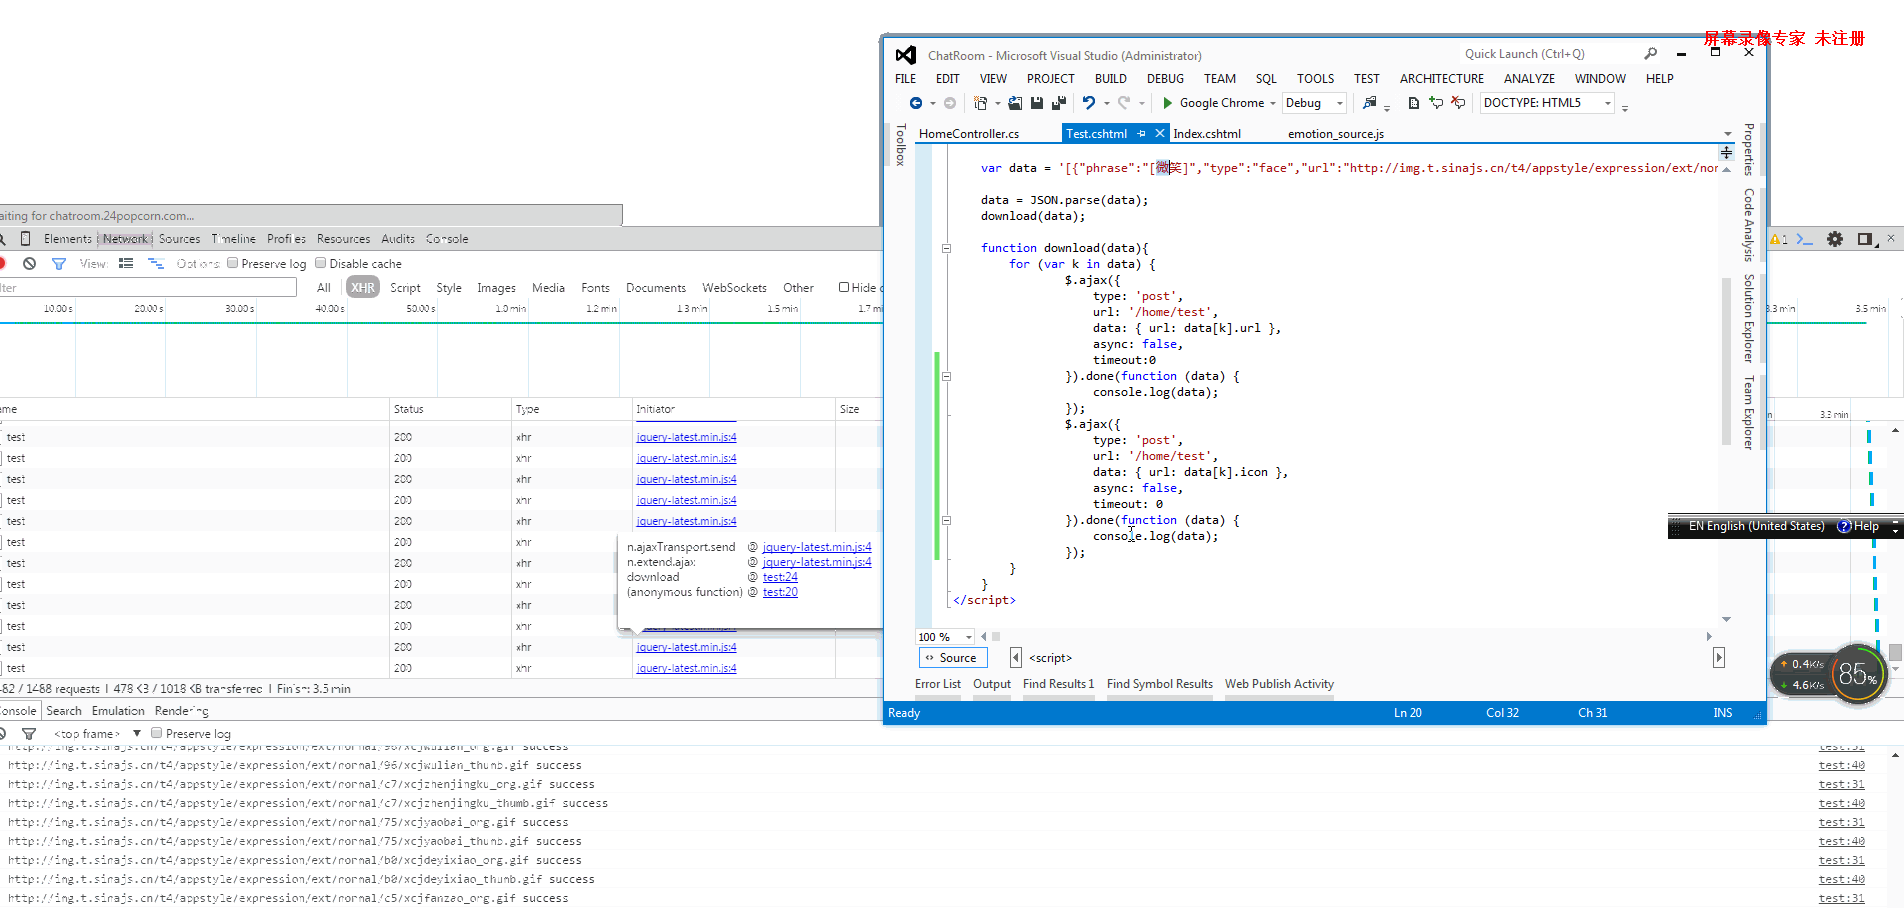 屏幕录像专家 未注册
ChatRoom - Microsoft Visual Studio (Administrator)
Quick Launch (Ctrl+Q)
FILE EDIT VIEW PROJECT BUILD DEBUG TEAM SQL TOOLS TEST ARCHITECTURE ANALYZE WINDOW HELP
Google Chrome Debug DOCTYPE: HTML5
Toolbox
HomeController.cs Test.cshtml Index.cshtml emotion_source.js
var data = '[{"phrase":"[微笑]","type":"face","url":"http://img.t.sinajs.cn/t4/appstyle/expression/ext/nor
data = JSON.parse(data);
download(data);
function download(data){
for (var k in data) {
$.ajax({
type: 'post',
url: '/home/test',
data: { url: data[k].url },
async: false,
timeout:0
}).done(function (data) {
console.log(data);
});
$.ajax({
type: 'post',
url: '/home/test',
data: { url: data[k].icon },
async: false,
timeout: 0
}).done(function (data) {
console.log(data);
});
}
}
</script>
100 %
Source <script>
Error List Output Find Results 1 Find Symbol Results Web Publish Activity
Ready Ln 20 Col 32 Ch 31 INS
Properties
Code Analysis
Solution Explorer
Team Explorer
aiting for chatroom.24popcorn.com...
Elements Network Sources Timeline Profiles Resources Audits Console
1
View: Options: Preserve log Disable cache
lter All XHR Script Style Images Media Fonts Documents WebSockets Other Hide
10.00 s 20.00 s 30.00 s 40.00 s 50.00 s 1.0 min 1.2 min 1.3 min 1.5 min 1.7 mi
3.3 min 3.5 min
ame Status Type Initiator Size
3.3 min
test 200 xhr jquery-latest.min.js:4
test 200 xhr jquery-latest.min.js:4
test 200 xhr jquery-latest.min.js:4
test 200 xhr jquery-latest.min.js:4
test 200 xhr jquery-latest.min.js:4
test 200 xhr
test 200 xhr
test 200 xhr
test 200 xhr
test 200 xhr jquery-latest.min.js:4
test 200 xhr jquery-latest.min.js:4
test 200 xhr jquery-latest.min.js:4
n.ajaxTransport.send @ jquery-latest.min.js:4
n.extend.ajax @ jquery-latest.min.js:4
download @ test:24
(anonymous function) @ test:20
EN English (United States) Help
0.4K/s
4.6K/s
85%
482 / 1488 requests | 478 KB / 1018 KB transferred | Finish: 3.5 min
onsole Search Emulation Rendering
<top frame> Preserve log
http://img.t.sinajs.cn/t4/appstyle/expression/ext/normal/96/xcjwulian_org.gif success test:31
http://img.t.sinajs.cn/t4/appstyle/expression/ext/normal/96/xcjwulian_thumb.gif success test:40
http://img.t.sinajs.cn/t4/appstyle/expression/ext/normal/c7/xcjzhenjingku_org.gif success test:31
http://img.t.sinajs.cn/t4/appstyle/expression/ext/normal/c7/xcjzhenjingku_thumb.gif success test:40
http://img.t.sinajs.cn/t4/appstyle/expression/ext/normal/75/xcjyaobai_org.gif success test:31
http://img.t.sinajs.cn/t4/appstyle/expression/ext/normal/75/xcjyaobai_thumb.gif success test:40
http://img.t.sinajs.cn/t4/appstyle/expression/ext/normal/b0/xcjdeyixiao_org.gif success test:31
http://img.t.sinajs.cn/t4/appstyle/expression/ext/normal/b0/xcjdeyixiao_thumb.gif success test:40
http://img.t.sinajs.cn/t4/appstyle/expression/ext/normal/c5/xcjfanzao_org.gif success test:31